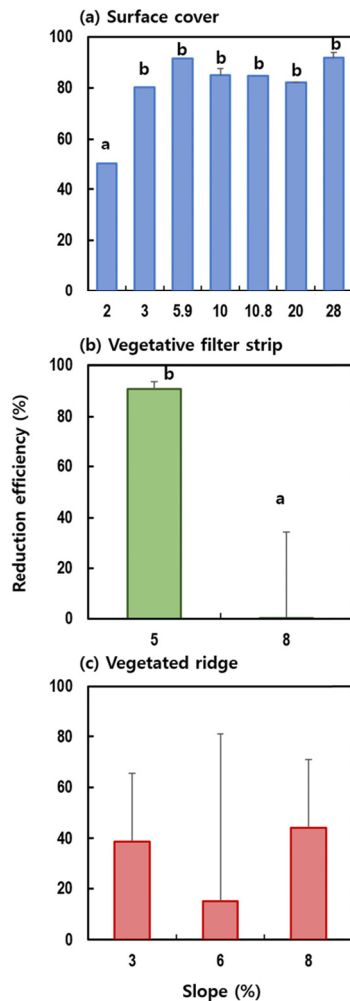 (a) Surface cover
100
80
60
40
20
0
a
b
b
b
b
b
b
2 3 5.9 10 10.8 20 28
(b) Vegetative filter strip
100
80
60
40
20
0
b
a
5 8
Reduction efficiency (%)
(c) Vegetated ridge
100
80
60
40
20
0
3 6 8
Slope (%)